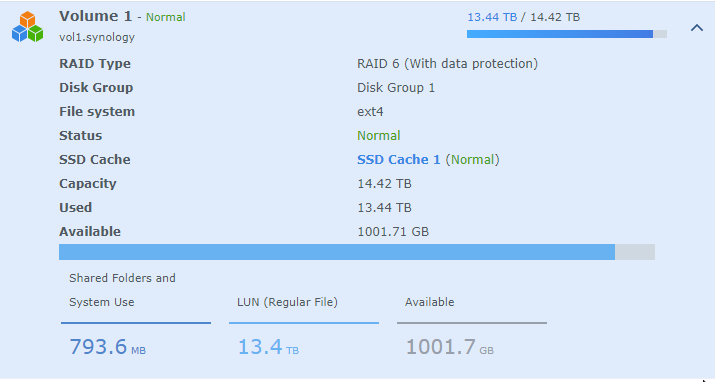 Volume 1 - Normal
13.44 TB / 14.42 TB
vol1.synology
RAID Type RAID 6 (With data protection)
Disk Group Disk Group 1
File system ext4
Status Normal
SSD Cache SSD Cache 1 (Normal)
Capacity 14.42 TB
Used 13.44 TB
Available 1001.71 GB
Shared Folders and
System Use
LUN (Regular File)
Available
793.6 MB
13.4 TB
1001.7 GB